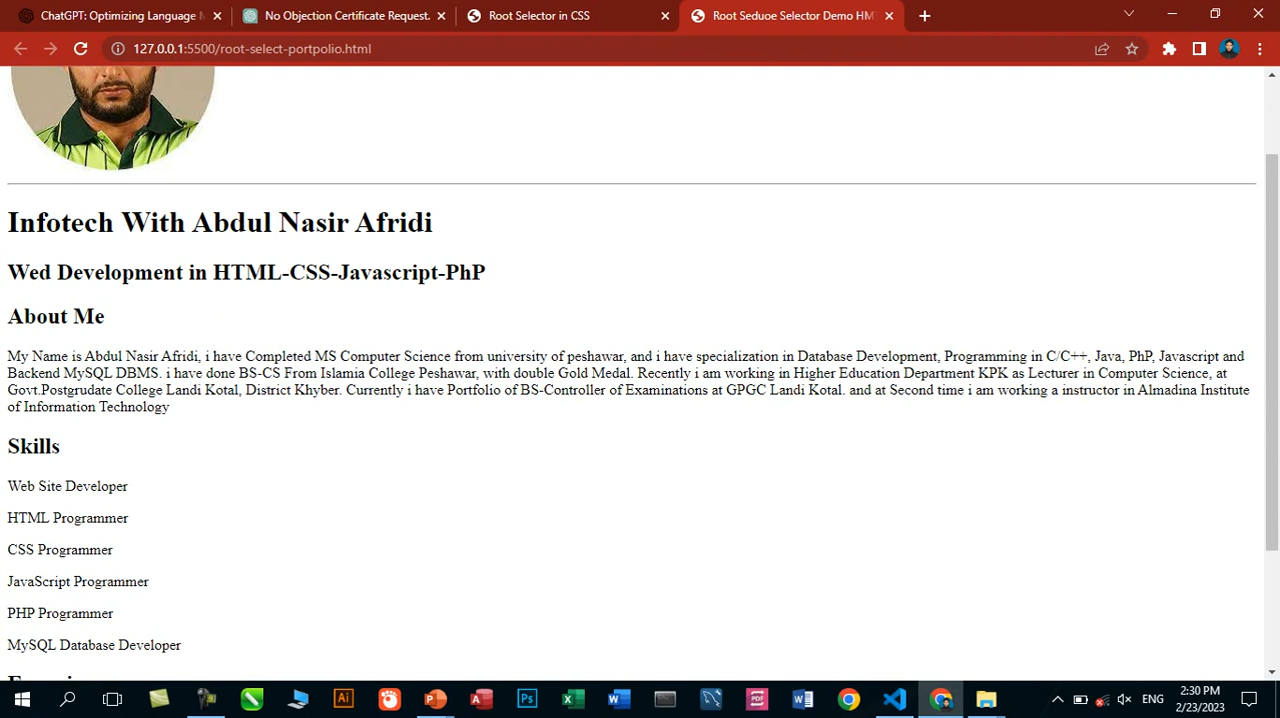 ChatGPT: Optimizing Language M
No Objection Certificate Request.
Root Selector in CSS
Root Seduoe Selector Demo HM
127.0.0.1:5500/root-select-portpolio.html
Infotech With Abdul Nasir Afridi
Wed Development in HTML-CSS-Javascript-PhP
About Me
My Name is Abdul Nasir Afridi, i have Completed MS Computer Science from university of peshawar, and i have specialization in Database Development, Programming in C/C++, Java, PhP, Javascript and
Backend MySQL DBMS. i have done BS-CS From Islamia College Peshawar, with double Gold Medal. Recently i am working in Higher Education Department KPK as Lecturer in Computer Science, at
Govt.Postgrudate College Landi Kotal, District Khyber. Currently i have Portfolio of BS-Controller of Examinations at GPGC Landi Kotal. and at Second time i am working a instructor in Almadina Institute
of Information Technology
Skills
Web Site Developer
HTML Programmer
CSS Programmer
JavaScript Programmer
PHP Programmer
MySQL Database Developer
ENG
2:30 PM
2/23/2023